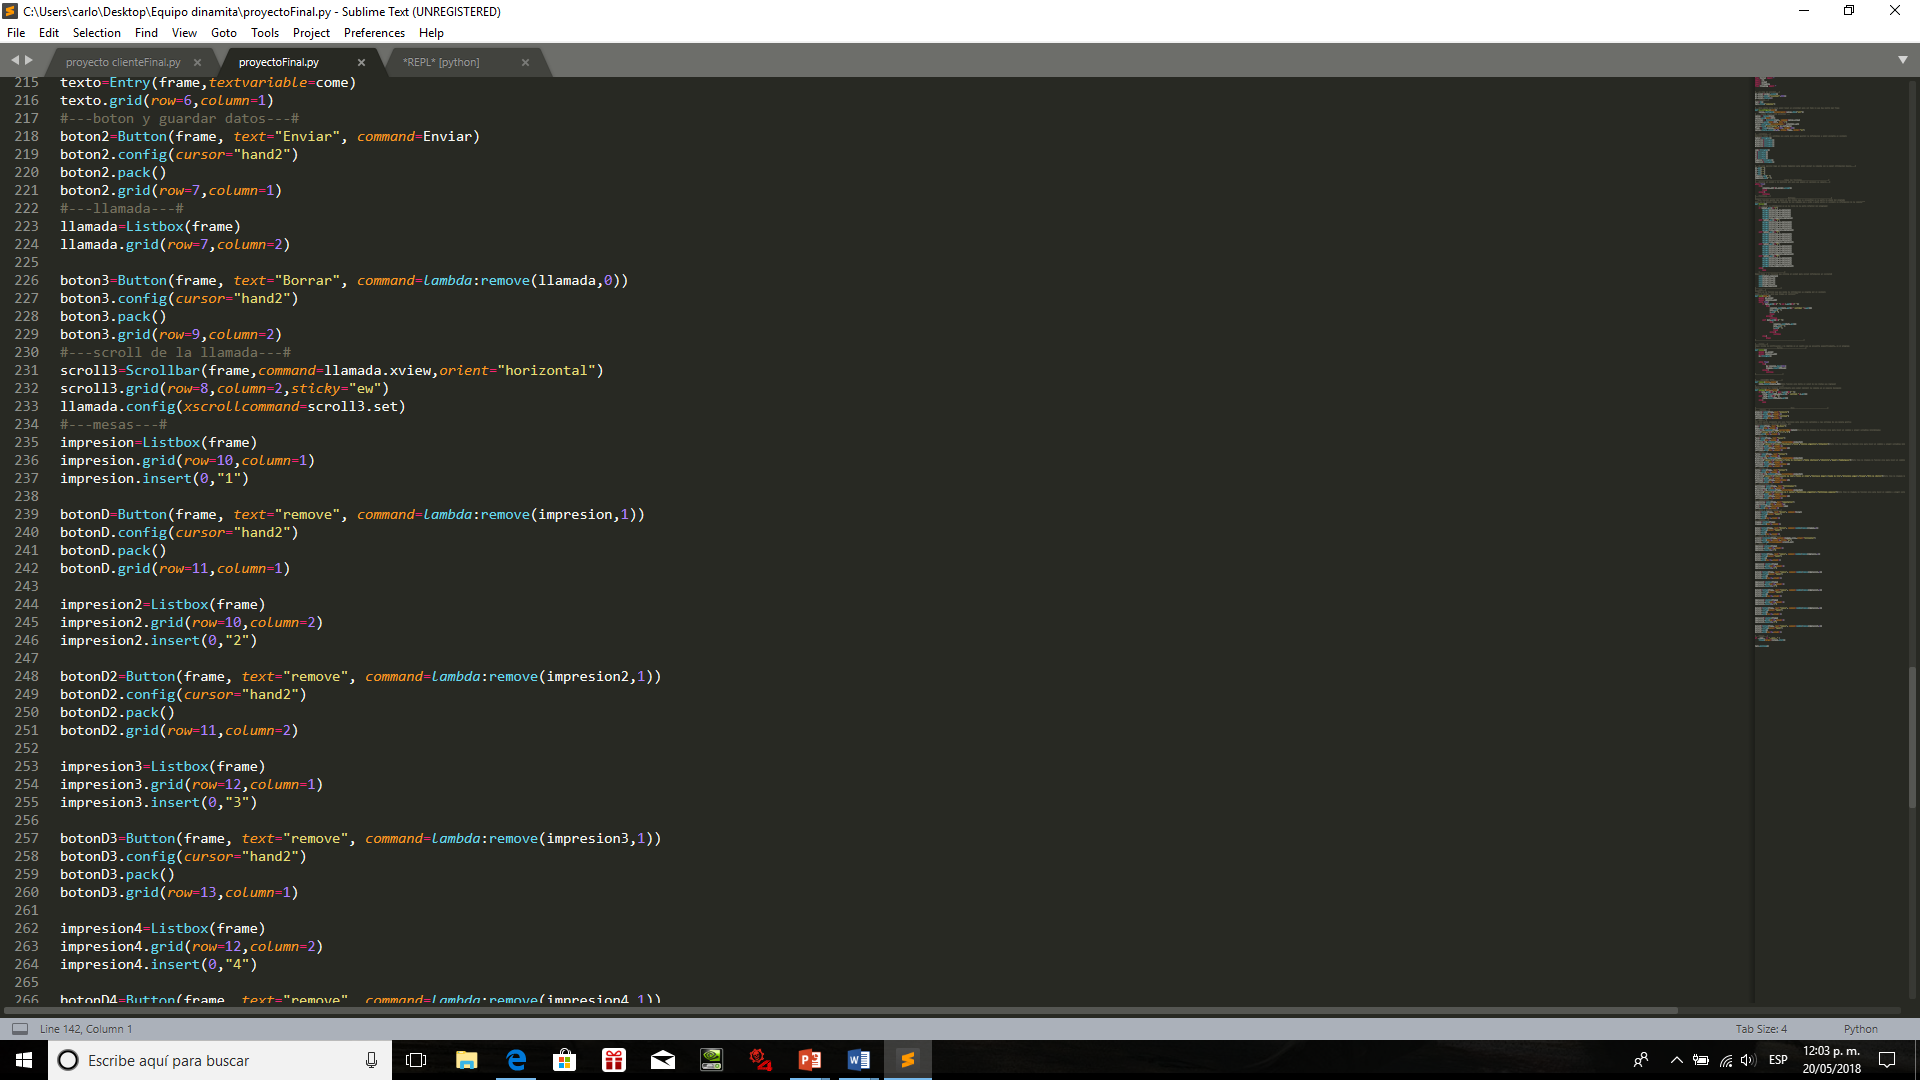 C:\Users\carlo\Desktop\Equipo dinamita\proyectoFinal.py - Sublime Text (UNREGISTERED)
File Edit Selection Find View Goto Tools Project Preferences Help
proyecto clienteFinal.py × proyectoFinal.py × *REPL* [python] ×
215 texto=Entry(frame,textvariable=come)
216 texto.grid(row=6,column=1)
217 #---boton y guardar datos---#
218 boton2=Button(frame, text="Enviar", command=Enviar)
219 boton2.config(cursor="hand2")
220 boton2.pack()
221 boton2.grid(row=7,column=1)
222 #---llamada---#
223 llamada=Listbox(frame)
224 llamada.grid(row=7,column=2)
225
226 boton3=Button(frame, text="Borrar", command=lambda:remove(llamada,0))
227 boton3.config(cursor="hand2")
228 boton3.pack()
229 boton3.grid(row=9,column=2)
230 #---scroll de la llamada---#
231 scroll3=Scrollbar(frame,command=llamada.xview,orient="horizontal")
232 scroll3.grid(row=8,column=2,sticky="ew")
233 llamada.config(xscrollcommand=scroll3.set)
234 #---mesas---#
235 impresion=Listbox(frame)
236 impresion.grid(row=10,column=1)
237 impresion.insert(0,"1")
238
239 botonD=Button(frame, text="remove", command=lambda:remove(impresion,1))
240 botonD.config(cursor="hand2")
241 botonD.pack()
242 botonD.grid(row=11,column=1)
243
244 impresion2=Listbox(frame)
245 impresion2.grid(row=10,column=2)
246 impresion2.insert(0,"2")
247
248 botonD2=Button(frame, text="remove", command=lambda:remove(impresion2,1))
249 botonD2.config(cursor="hand2")
250 botonD2.pack()
251 botonD2.grid(row=11,column=2)
252
253 impresion3=Listbox(frame)
254 impresion3.grid(row=12,column=1)
255 impresion3.insert(0,"3")
256
257 botonD3=Button(frame, text="remove", command=lambda:remove(impresion3,1))
258 botonD3.config(cursor="hand2")
259 botonD3.pack()
260 botonD3.grid(row=13,column=1)
261
262 impresion4=Listbox(frame)
263 impresion4.grid(row=12,column=2)
264 impresion4.insert(0,"4")
265
266 botonD4=Button(frame, text="remove", command=lambda:remove(impresion4,1))
Line 142, Column 1 Tab Size: 4 Python
Escribe aquí para buscar
ESP
12:03 p. m.
20/05/2018